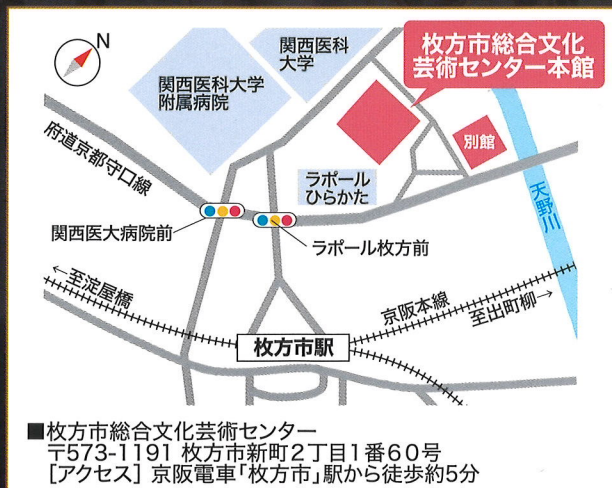 N
関西医科
大学
枚方市総合文化
芸術センター本館
関西医科大学
附属病院
別館
府道京都守口線
ラポール
ひらかた
天野川
関西医大病院前
ラポール枚方前
←至淀屋橋
京阪本線
至出町柳→
枚方市駅
■枚方市総合文化芸術センター
〒573-1191 枚方市新町2丁目1番60号
[アクセス] 京阪電車「枚方市」駅から徒歩約5分